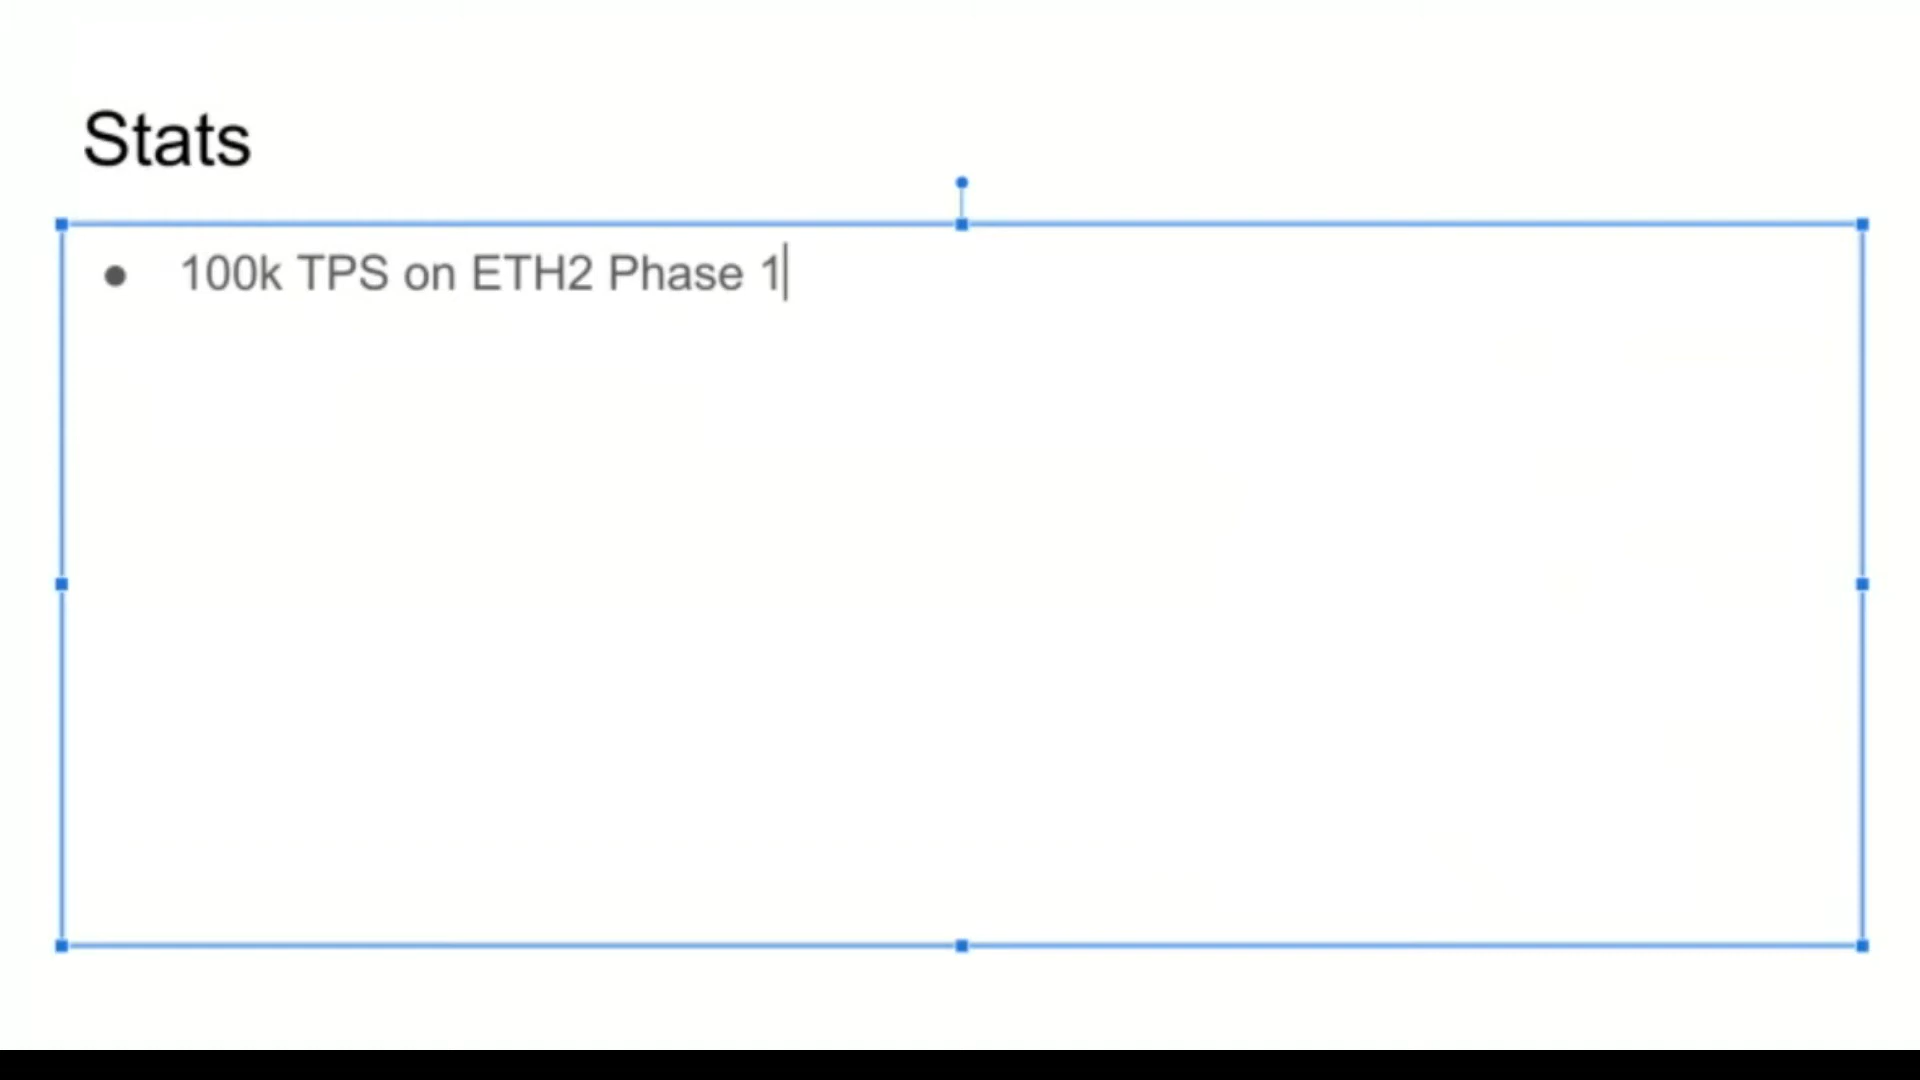 Stats
● 100k TPS on ETH2 Phase 1